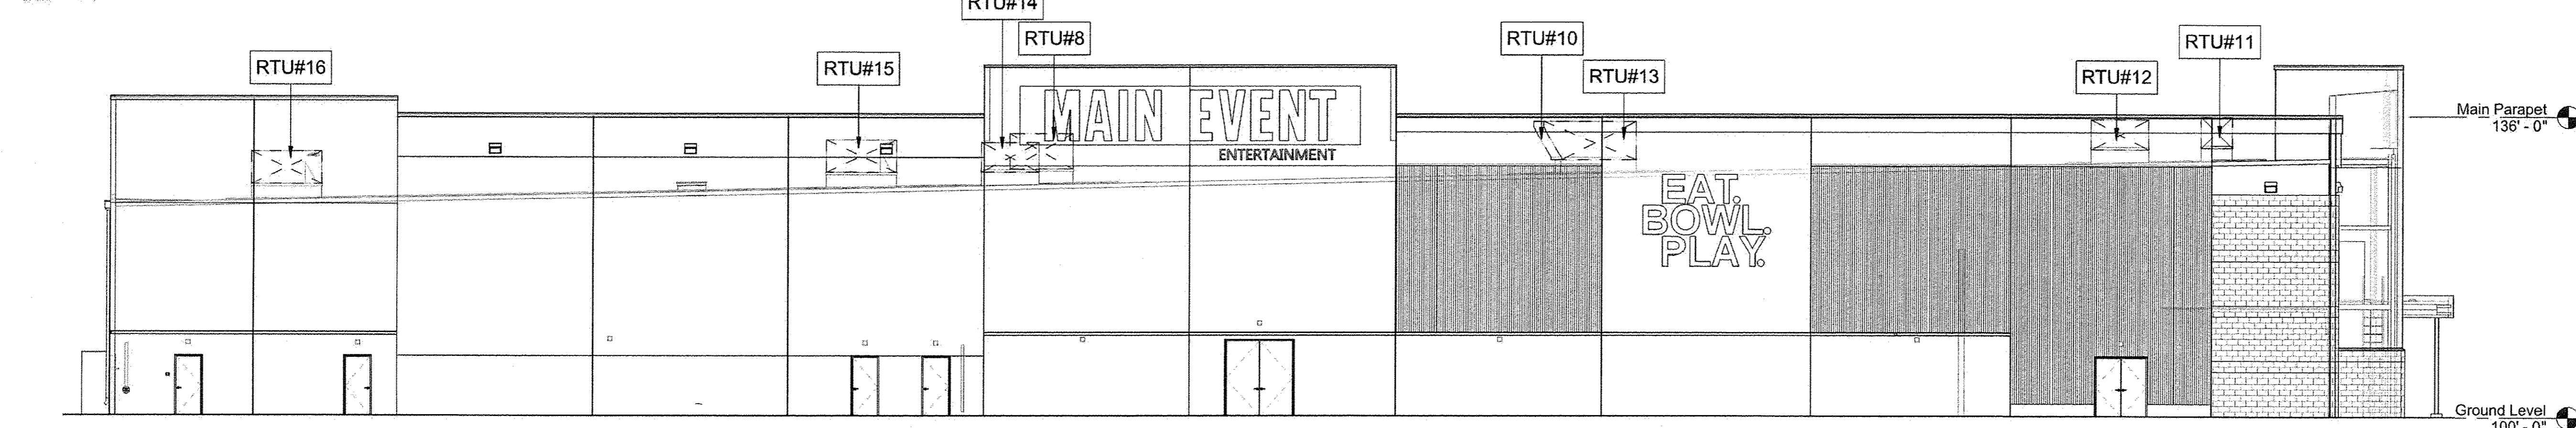 RTU#14
RTU#8
RTU#10
RTU#11
RTU#16
RTU#15
RTU#13
RTU#12
MAIN EVENT
ENTERTAINMENT
Main Parapet
136' - 0"
EAT.
BOWL.
PLAY.
Ground Level
100' - 0"